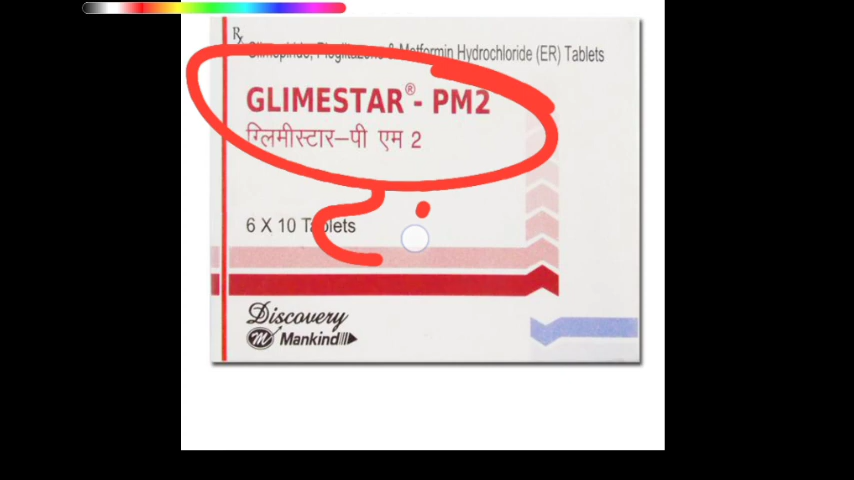 Rx
Glimepiride, Pioglitazone & Metformin Hydrochloride (ER) Tablets
GLIMESTAR®- PM2
ग्लिमीस्टार–पी एम 2
6 X 10 Tablets
Discovery
m Mankind